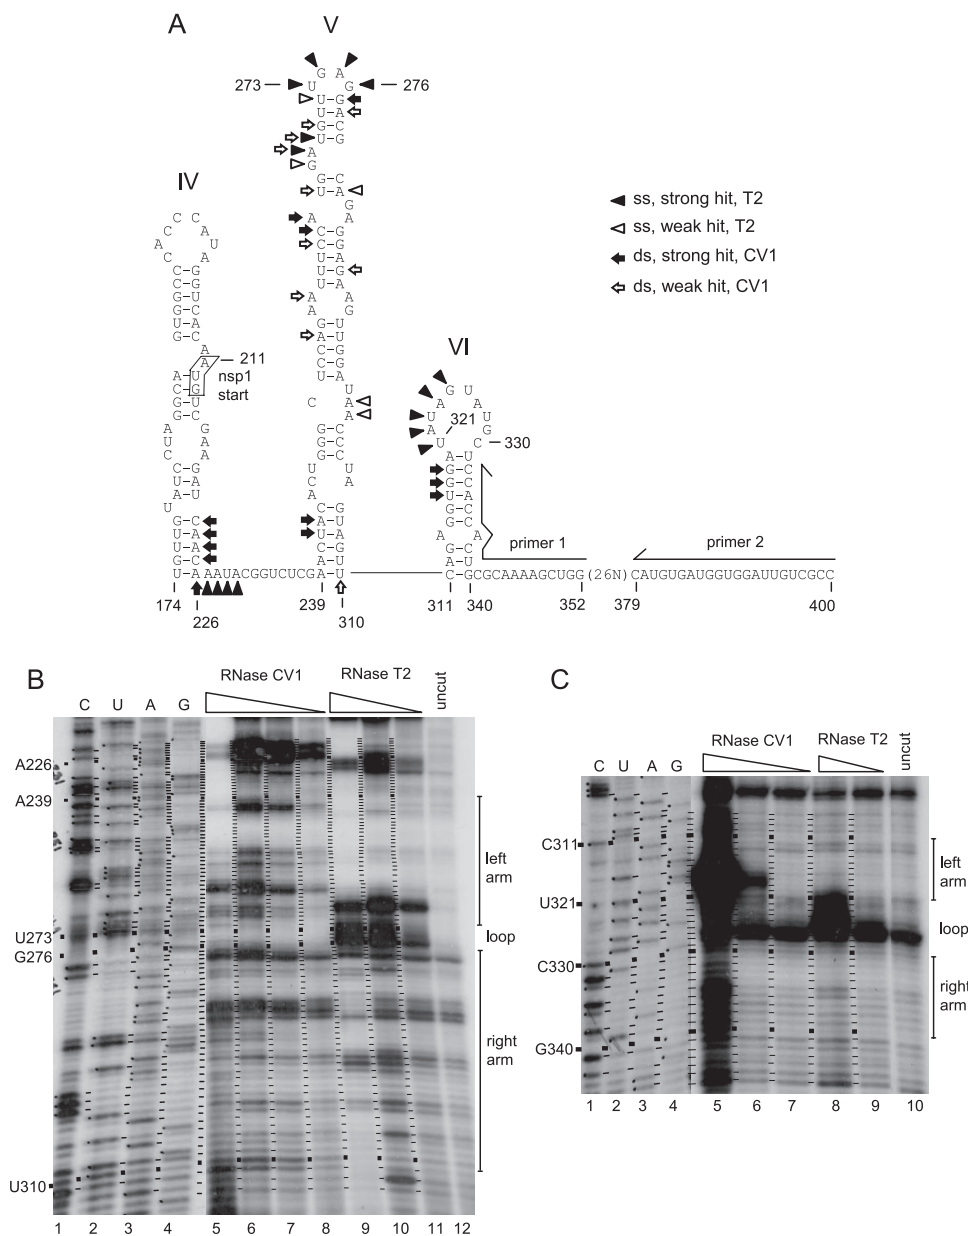 A
V
G A
273 U G 276
U–G
U–A
G–C
U–G
A
G
G C
U–A
G
A A
C–G
C–G
U–G
U–A
U–G
A–A
A A
G G
A–U
C–U
C–G
U–G
A
U U
C A
A
G–C
G–C
G–C
U U
C A
A
C–G
A–U
U–A
C–G
A–U
IV
C C
C A
A U
C A
C–G
C–G
G–U
G–C
U–A
G–C
A
A
211
nsp1
start
A U
C–G
G–U
G–C
A G
U A
C A
C–G
U–A
A–U
U
G–C
U–A
U–A
G–C
U–A
VI
G U
A A
U U
A G
U C
321
330
A–U
G–C
G–C
U–A
G–C
G–C
A A
G–C
A–U
C–G
ss, strong hit, T2
ss, weak hit, T2
ds, strong hit, CV1
ds, weak hit, CV1
primer 1
primer 2
AAUACGGUCUCGA
CGCAAAAGCUGG(26N)CAUGUGAUGGUGGAUUGUCGCC
174 226 239 310 311 340 352 379 400
B
RNase CV1 RNase T2 uncut
C U A G
A226
A239
left
arm
U273
loop
G276
right
arm
U310
1 2 3 4 5 6 7 8 9 10 11 12
C
RNase CV1 RNase T2 uncut
C U A G
C311
left
arm
U321
loop
C330
right
arm
G340
1 2 3 4 5 6 7 8 9 10